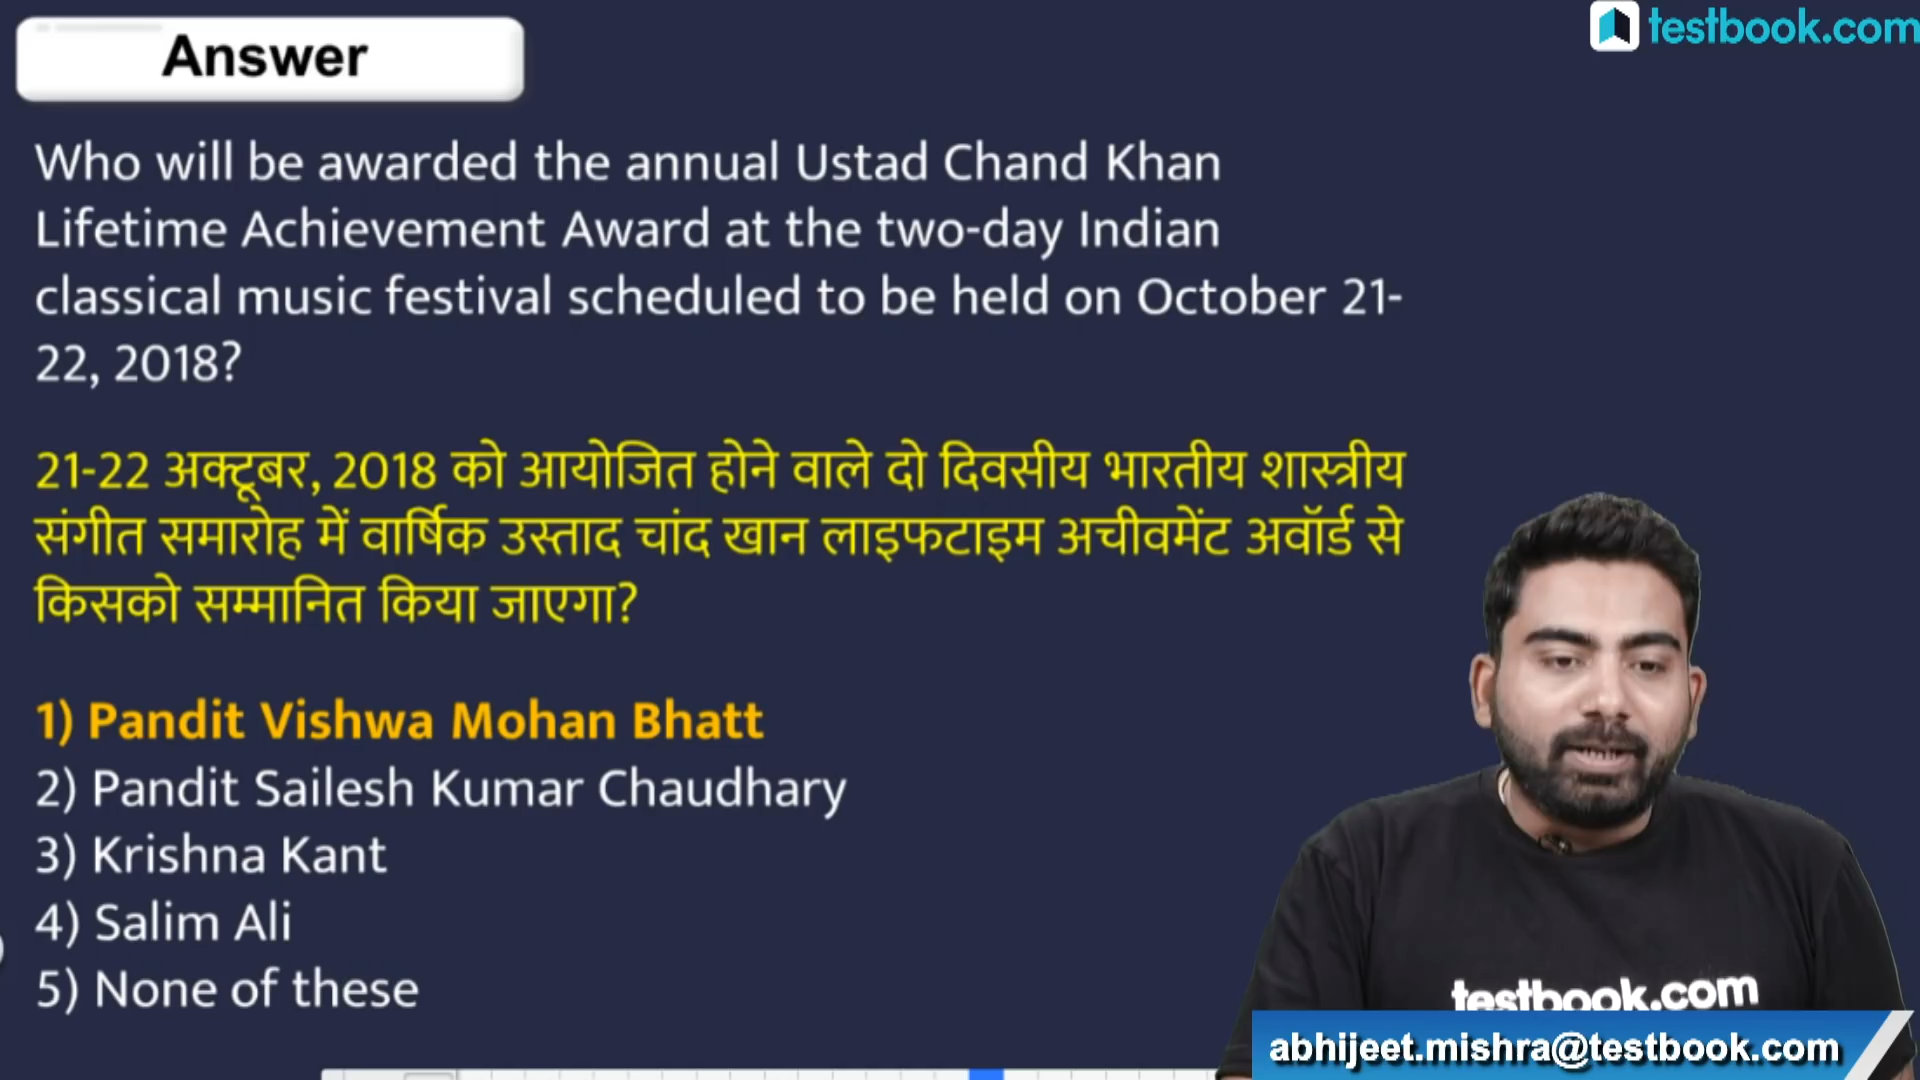 Answer
testbook.com
Who will be awarded the annual Ustad Chand Khan
Lifetime Achievement Award at the two-day Indian
classical music festival scheduled to be held on October 21-
22, 2018?
21-22 अक्टूबर, 2018 को आयोजित होने वाले दो दिवसीय भारतीय शास्त्रीय
संगीत समारोह में वार्षिक उस्ताद चांद खान लाइफटाइम अचीवमेंट अवॉर्ड से
किसको सम्मानित किया जाएगा?
1) Pandit Vishwa Mohan Bhatt
2) Pandit Sailesh Kumar Chaudhary
3) Krishna Kant
4) Salim Ali
5) None of these
testbook.com
abhijeet.mishra@testbook.com